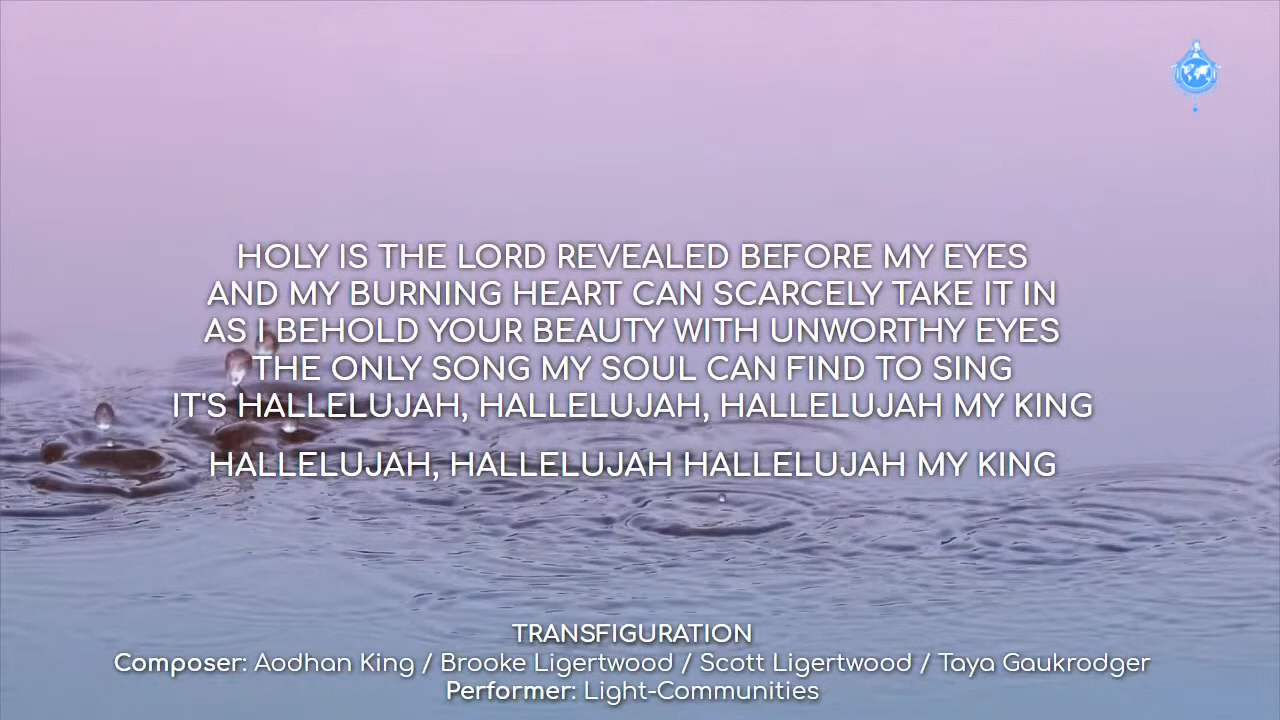 HOLY IS THE LORD REVEALED BEFORE MY EYES
AND MY BURNING HEART CAN SCARCELY TAKE IT IN
AS I BEHOLD YOUR BEAUTY WITH UNWORTHY EYES
THE ONLY SONG MY SOUL CAN FIND TO SING
IT'S HALLELUJAH, HALLELUJAH, HALLELUJAH MY KING
HALLELUJAH, HALLELUJAH HALLELUJAH MY KING
TRANSFIGURATION
Composer: Aodhan King / Brooke Ligertwood / Scott Ligertwood / Taya Gaukrodger
Performer: Light-Communities